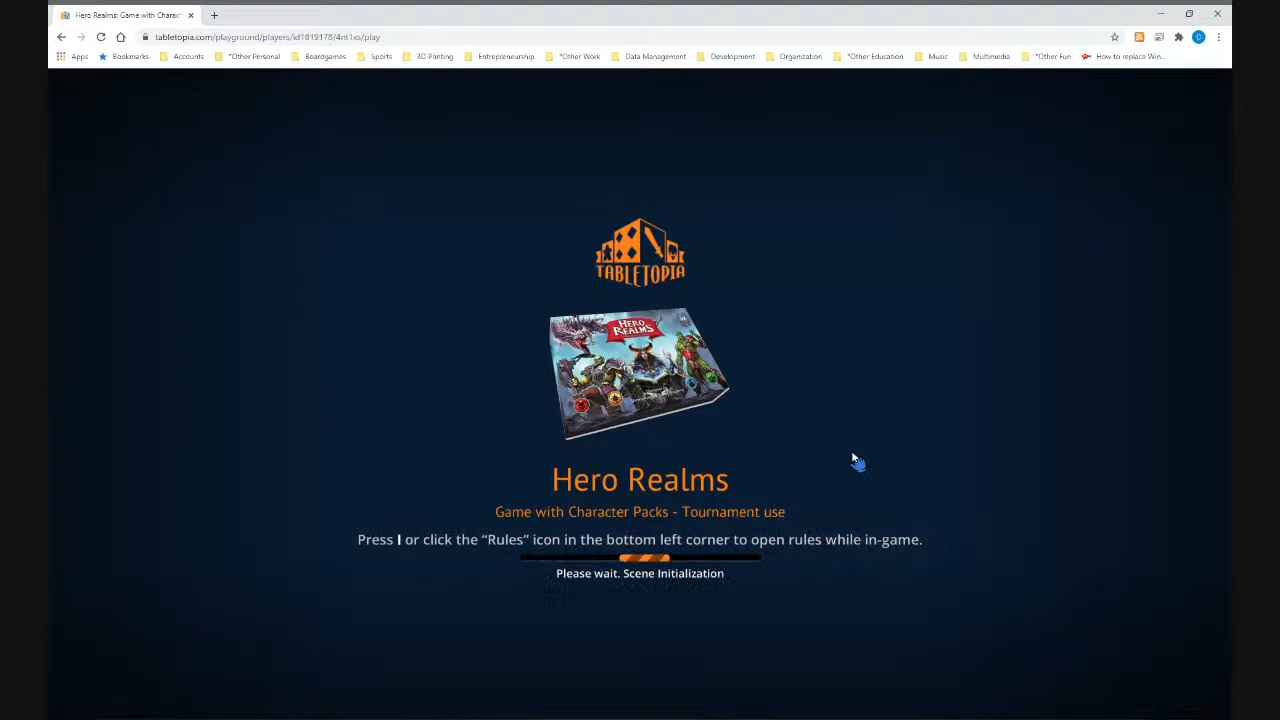 Hero Realms: Game with Charac
tabletopia.com/playground/players/id1819178/4nt1xs/play
Apps Bookmarks Accounts *Other Personal Boardgames Sports 3D Printing Entrepreneurship *Other Work Data Management Development Organization *Other Education Music Multimedia *Other Fun How to replace Win...
TABLETOPIA
HERO
REALMS
Hero Realms
Game with Character Packs - Tournament use
Press I or click the “Rules” icon in the bottom left corner to open rules while in-game.
Please wait. Scene Initialization